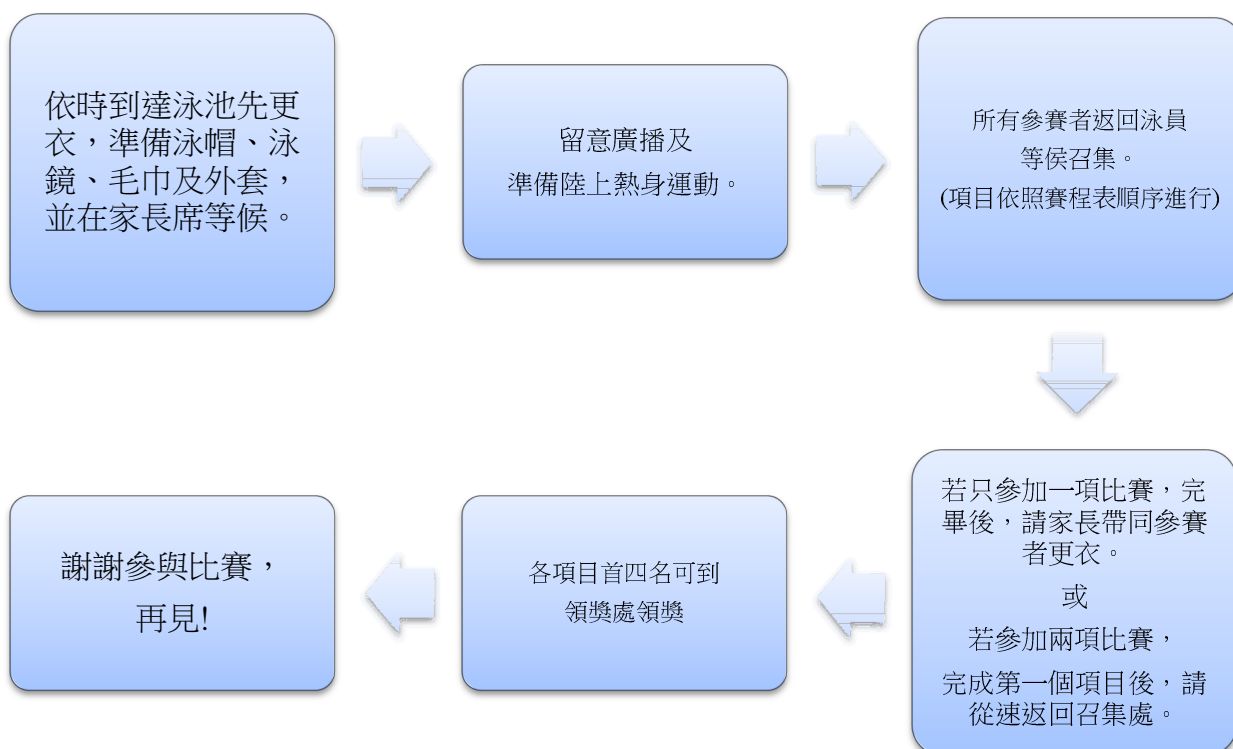 依時到達泳池先更
衣，準備泳帽、泳
鏡、毛巾及外套，
並在家長席等候。
留意廣播及
準備陸上熱身運動。
所有參賽者返回泳員
等侯召集。
(項目依照賽程表順序進行)
若只參加一項比賽，完
畢後，請家長帶同參賽
者更衣。
或
若參加兩項比賽，
完成第一個項目後，請
從速返回召集處。
各項目首四名可到
領獎處領獎
謝謝參與比賽，
再見!